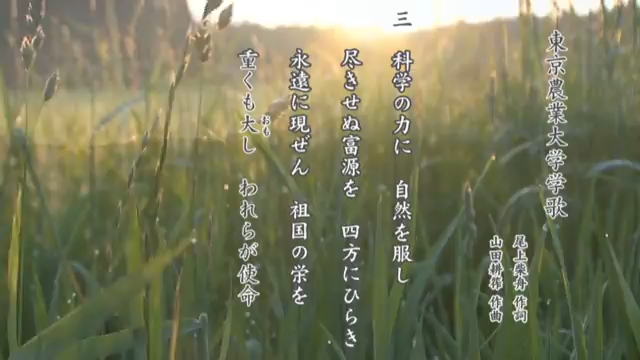 東京農業大学学歌
尾上柴舟 作詞
山田耕筰 作曲
三 科学の力に 自然を服し
尽きせぬ富源を 四方にひらき
永遠に現ぜん 祖国の栄を
重くも大し われらが使命
おも